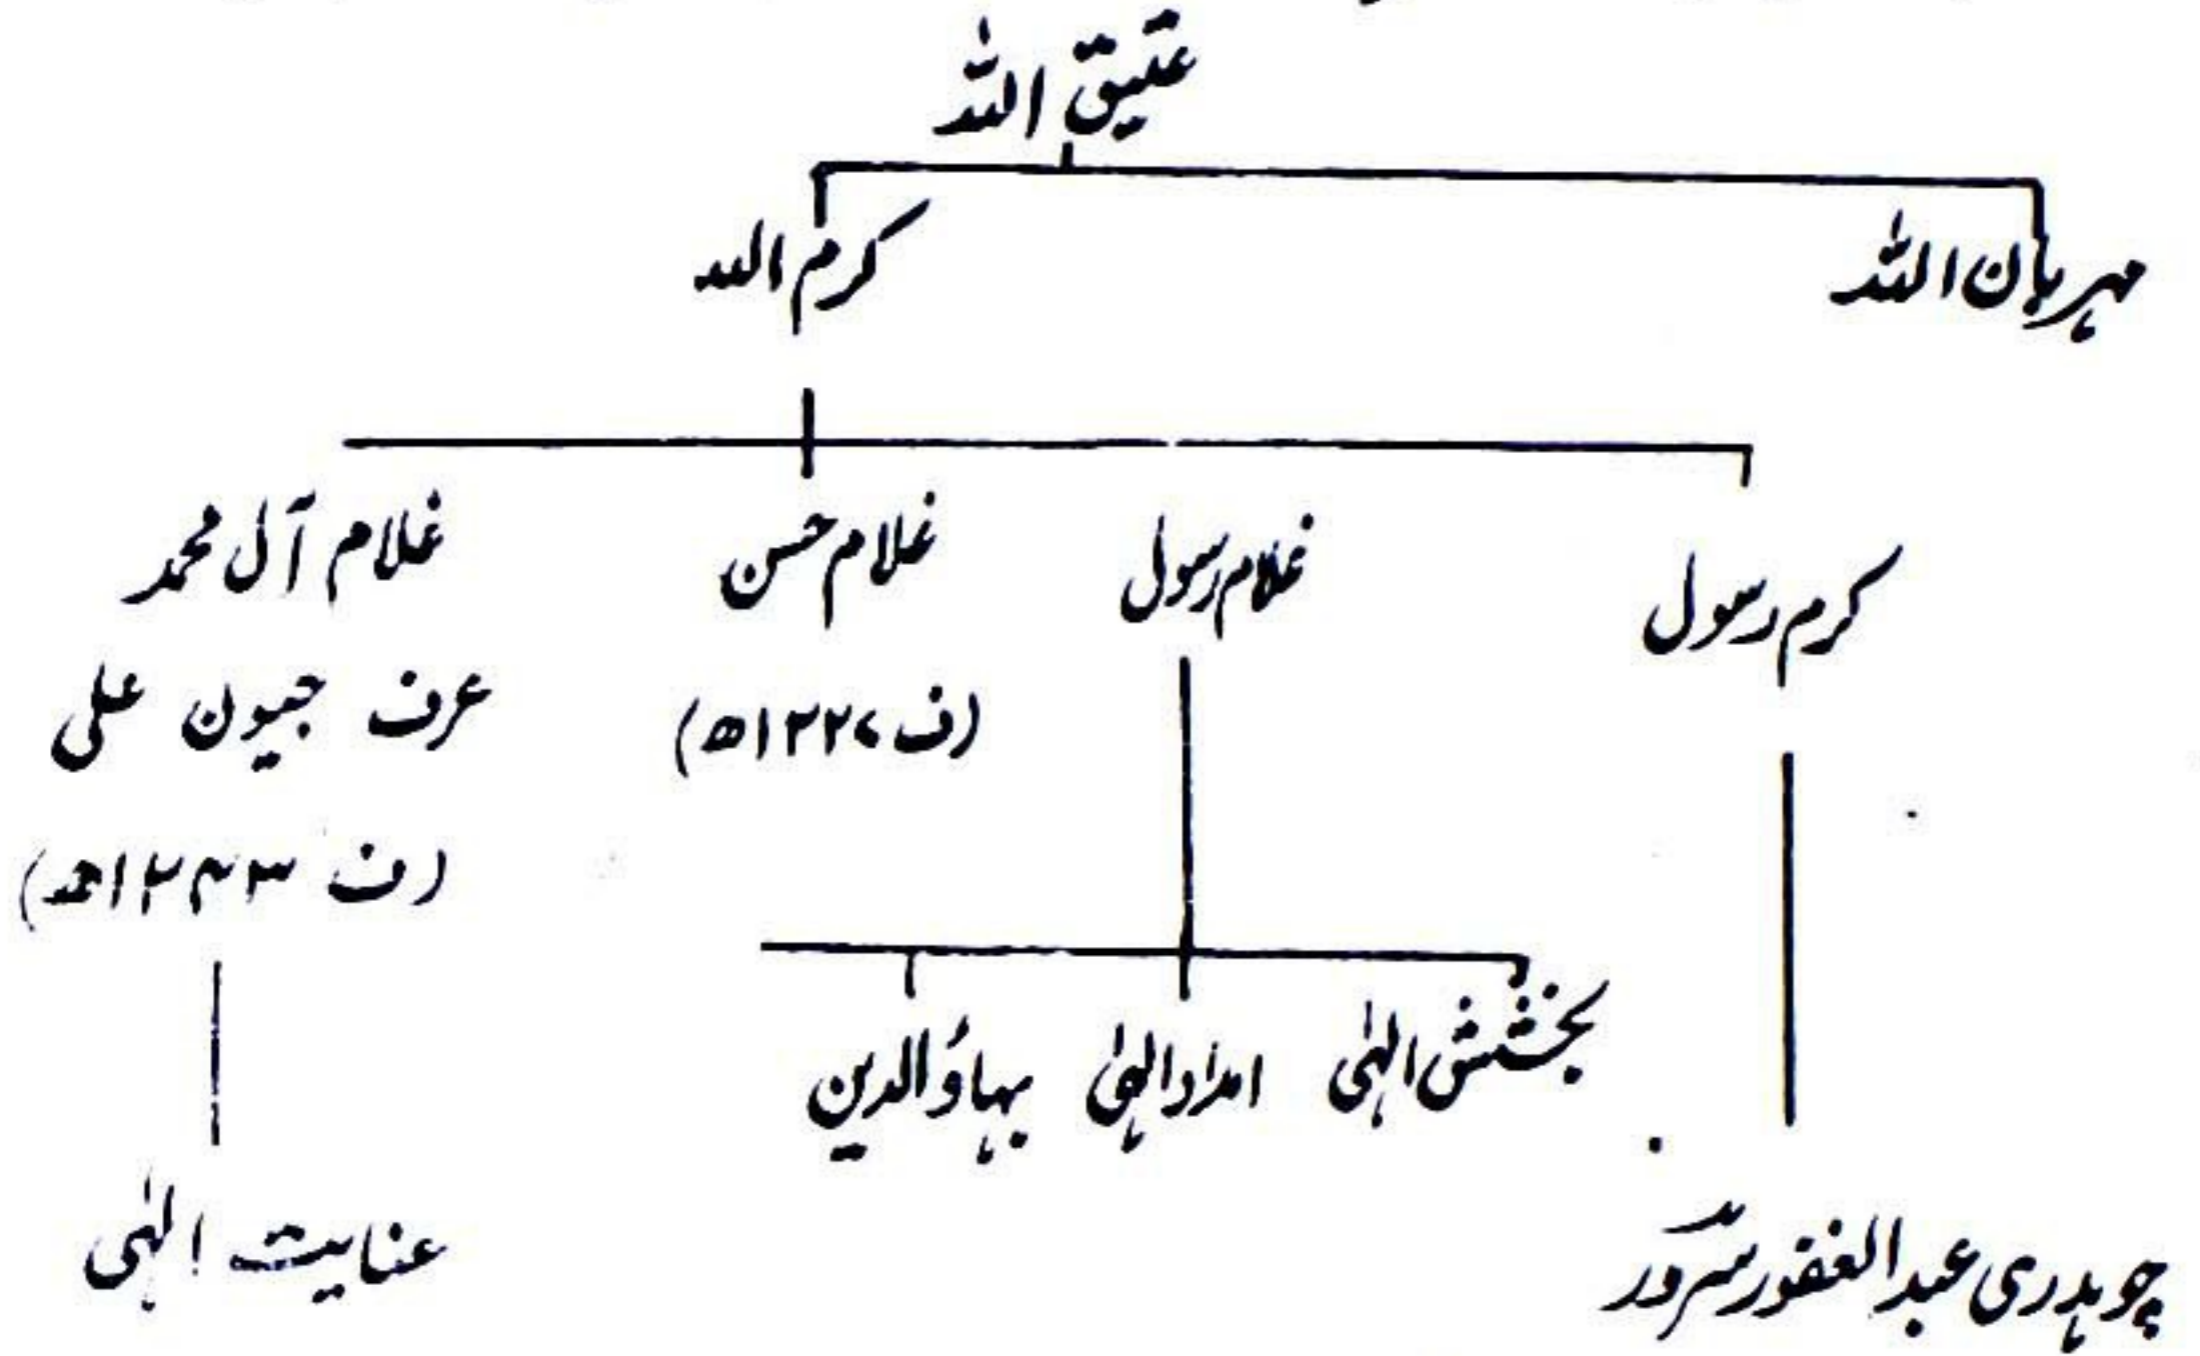 عتیق اللہ
مہربان اللہ
کرم اللہ
کرم رسول
غلام رسول
غلام حسن
(ف ۱۲۲۷ھ)
غلام آل محمد
عرف جیون علی
(ف ۱۲۴۳ھ)
بخشش الٰہی
امداد الٰہی
بہاؤالدین
چوہدری عبدالغفور سرور
عنایت الٰہی